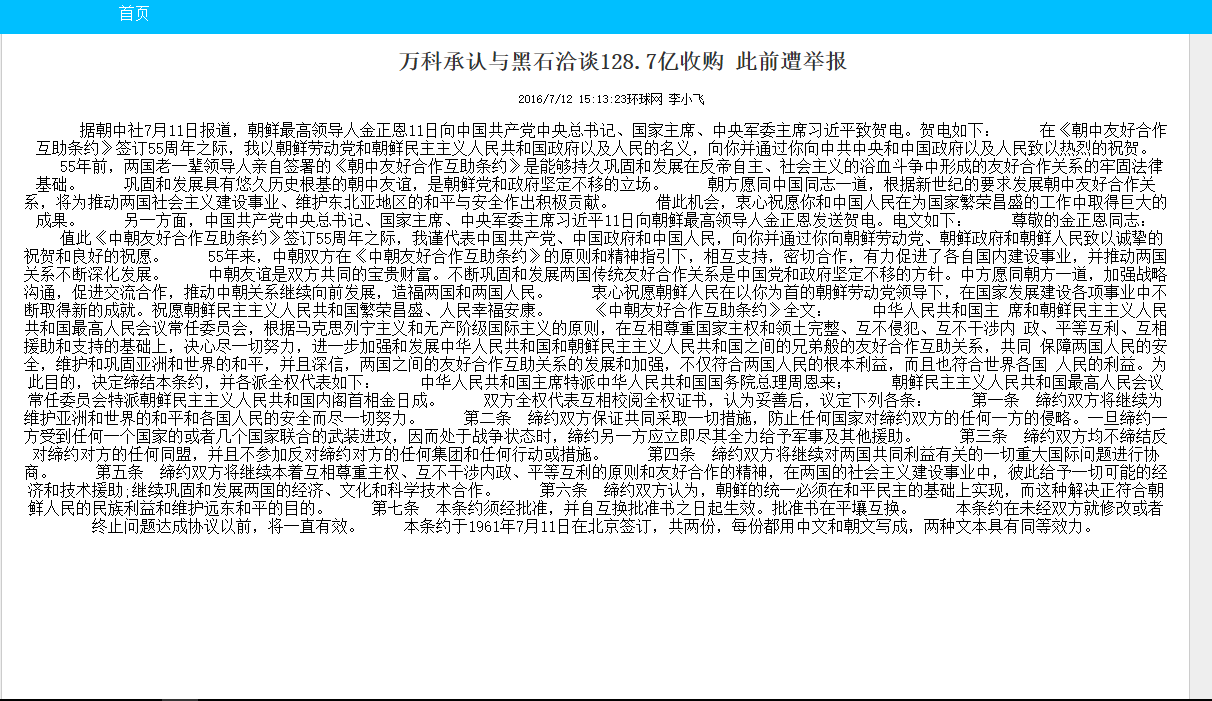 首页
万科承认与黑石洽谈128.7亿收购 此前遭举报
2016/7/12 15:13:23环球网 李小飞
据朝中社7月11日报道，朝鲜最高领导人金正恩11日向中国共产党中央总书记、国家主席、中央军委主席习近平致贺电。贺电如下： 在《朝中友好合作
互助条约》签订55周年之际，我以朝鲜劳动党和朝鲜民主主义人民共和国政府以及人民的名义，向你并通过你向中共中央和中国政府以及人民致以热烈的祝贺。
55年前，两国老一辈领导人亲自签署的《朝中友好合作互助条约》是能够持久巩固和发展在反帝自主、社会主义的浴血斗争中形成的友好合作关系的牢固法律
基础。 巩固和发展具有悠久历史根基的朝中友谊，是朝鲜党和政府坚定不移的立场。 朝方愿同中国同志一道，根据新世纪的要求发展朝中友好合作关
系，将为推动两国社会主义建设事业、维护东北亚地区的和平与安全作出积极贡献。 借此机会，衷心祝愿你和中国人民在为国家繁荣昌盛的工作中取得巨大的
成果。 另一方面，中国共产党中央总书记、国家主席、中央军委主席习近平11日向朝鲜最高领导人金正恩发送贺电。电文如下： 尊敬的金正恩同志：
值此《中朝友好合作互助条约》签订55周年之际，我谨代表中国共产党、中国政府和中国人民，向你并通过你向朝鲜劳动党、朝鲜政府和朝鲜人民致以诚挚的
祝贺和良好的祝愿。 55年来，中朝双方在《中朝友好合作互助条约》的原则和精神指引下，相互支持，密切合作，有力促进了各自国内建设事业，并推动两国
关系不断深化发展。 中朝友谊是双方共同的宝贵财富。不断巩固和发展两国传统友好合作关系是中国党和政府坚定不移的方针。中方愿同朝方一道，加强战略
沟通，促进交流合作，推动中朝关系继续向前发展，造福两国和两国人民。 衷心祝愿朝鲜人民在以你为首的朝鲜劳动党领导下，在国家发展建设各项事业中不
断取得新的成就。祝愿朝鲜民主主义人民共和国繁荣昌盛、人民幸福安康。 《中朝友好合作互助条约》全文： 中华人民共和国主 席和朝鲜民主主义人民
共和国最高人民会议常任委员会，根据马克思列宁主义和无产阶级国际主义的原则，在互相尊重国家主权和领土完整、互不侵犯、互不干涉内 政、平等互利、互相
援助和支持的基础上，决心尽一切努力，进一步加强和发展中华人民共和国和朝鲜民主主义人民共和国之间的兄弟般的友好合作互助关系，共同 保障两国人民的安
全，维护和巩固亚洲和世界的和平，并且深信，两国之间的友好合作互助关系的发展和加强，不仅符合两国人民的根本利益，而且也符合世界各国 人民的利益。为
此目的，决定缔结本条约，并各派全权代表如下： 中华人民共和国主席特派中华人民共和国国务院总理周恩来； 朝鲜民主主义人民共和国最高人民会议
常任委员会特派朝鲜民主主义人民共和国内阁首相金日成。 双方全权代表互相校阅全权证书，认为妥善后，议定下列各条： 第一条 缔约双方将继续为
维护亚洲和世界的和平和各国人民的安全而尽一切努力。 第二条 缔约双方保证共同采取一切措施，防止任何国家对缔约双方的任何一方的侵略。一旦缔约一
方受到任何一个国家的或者几个国家联合的武装进攻，因而处于战争状态时，缔约另一方应立即尽其全力给予军事及其他援助。 第三条 缔约双方均不缔结反
对缔约对方的任何同盟，并且不参加反对缔约对方的任何集团和任何行动或措施。 第四条 缔约双方将继续对两国共同利益有关的一切重大国际问题进行协
商。 第五条 缔约双方将继续本着互相尊重主权、互不干涉内政、平等互利的原则和友好合作的精神，在两国的社会主义建设事业中，彼此给予一切可能的经
济和技术援助;继续巩固和发展两国的经济、文化和科学技术合作。 第六条 缔约双方认为，朝鲜的统一必须在和平民主的基础上实现，而这种解决正符合朝
鲜人民的民族利益和维护远东和平的目的。 第七条 本条约须经批准，并自互换批准书之日起生效。批准书在平壤互换。 本条约在未经双方就修改或者
终止问题达成协议以前，将一直有效。 本条约于1961年7月11日在北京签订，共两份，每份都用中文和朝文写成，两种文本具有同等效力。